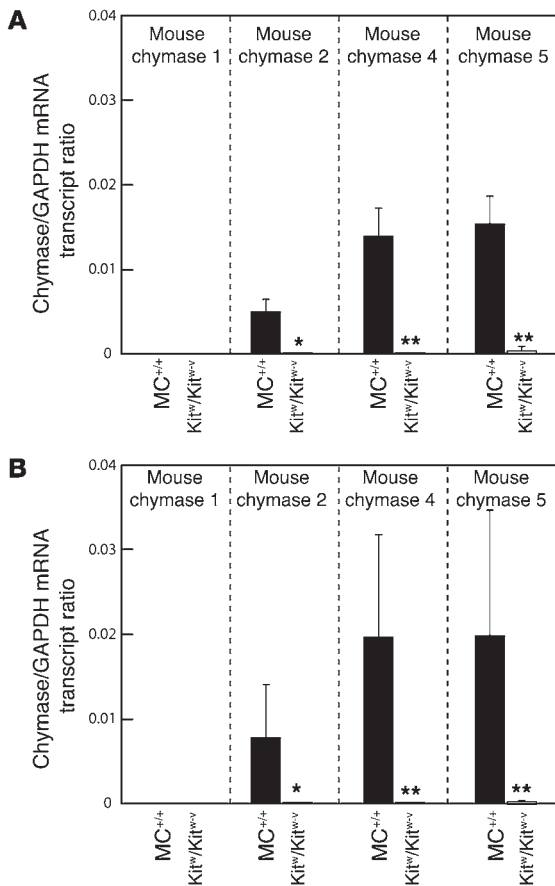 A
Chymase/GAPDH mRNA
transcript ratio
0.04
0.03
0.02
0.01
0
Mouse
chymase 1
Mouse
chymase 2
Mouse
chymase 4
Mouse
chymase 5
*
**
**
MC+/+
Kitw/Kitw-v
MC+/+
Kitw/Kitw-v
MC+/+
Kitw/Kitw-v
MC+/+
Kitw/Kitw-v
B
Chymase/GAPDH mRNA
transcript ratio
0.04
0.03
0.02
0.01
0
Mouse
chymase 1
Mouse
chymase 2
Mouse
chymase 4
Mouse
chymase 5
*
**
**
MC+/+
Kitw/Kitw-v
MC+/+
Kitw/Kitw-v
MC+/+
Kitw/Kitw-v
MC+/+
Kitw/Kitw-v